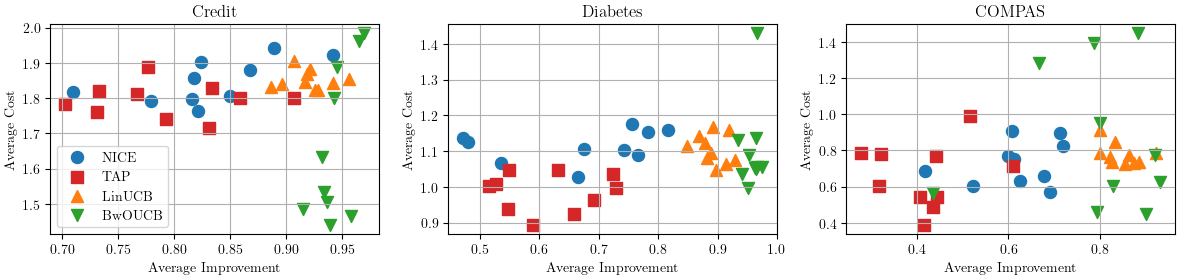 Credit
Average Cost
2.0
1.9
1.8
1.7
1.6
1.5
NICE
TAP
LinUCB
BwOUCB
0.70 0.75 0.80 0.85 0.90 0.95
Average Improvement
Diabetes
Average Cost
1.4
1.3
1.2
1.1
1.0
0.9
0.5 0.6 0.7 0.8 0.9 1.0
Average Improvement
COMPAS
Average Cost
1.4
1.2
1.0
0.8
0.6
0.4
0.4 0.6 0.8
Average Improvement